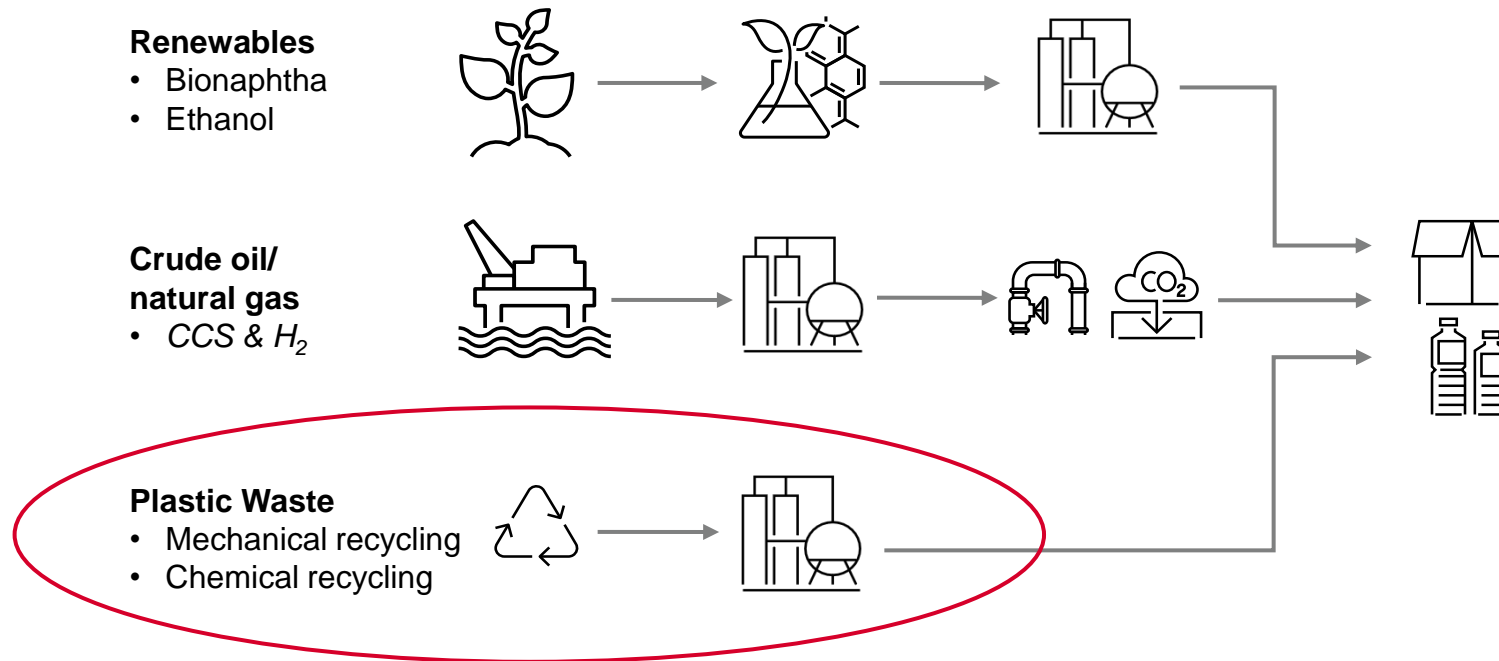 Renewables
• Bionaphtha
• Ethanol
Crude oil/
natural gas
• CCS & H₂
CO₂
Plastic Waste
• Mechanical recycling
• Chemical recycling